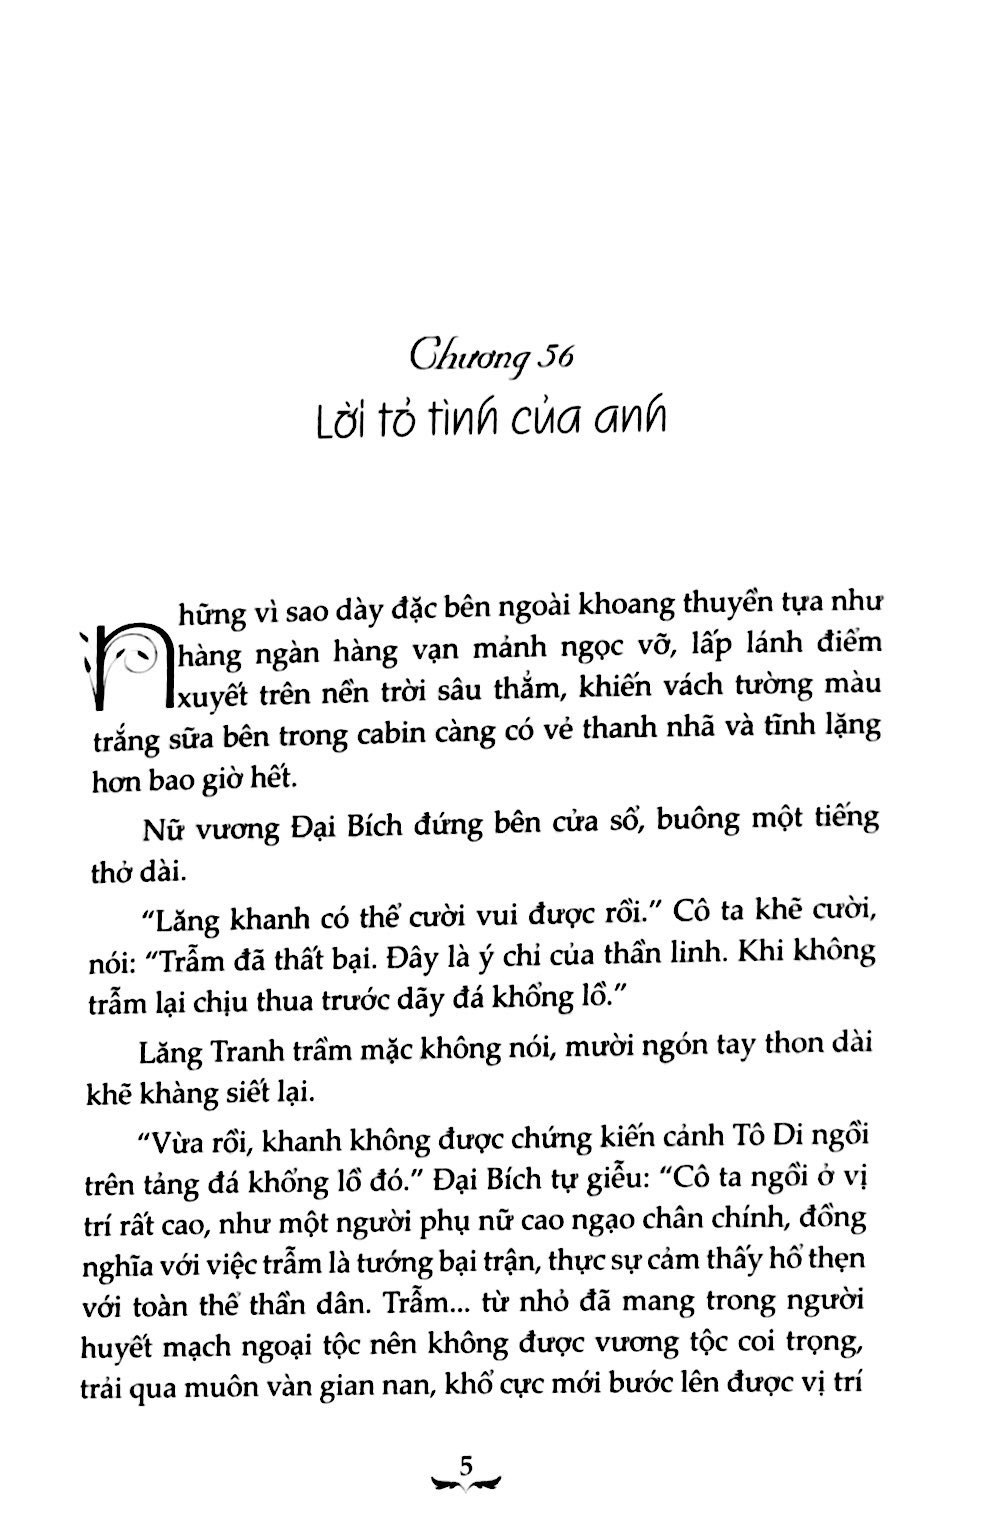 Chương 56
Lời tỏ tình của anh
Những vì sao dày đặc bên ngoài khoang thuyền tựa như
hàng ngàn hàng vạn mảnh ngọc vỡ, lấp lánh điểm
xuyết trên nền trời sâu thẳm, khiến vách tường màu
trắng sữa bên trong cabin càng có vẻ thanh nhã và tĩnh lặng
hơn bao giờ hết.
Nữ vương Đại Bích đứng bên cửa sổ, buông một tiếng
thở dài.
“Lăng khanh có thể cười vui được rồi.” Cô ta khẽ cười,
nói: “Trẫm đã thất bại. Đây là ý chỉ của thần linh. Khi không
trẫm lại chịu thua trước dãy đá khổng lồ.”
Lăng Tranh trầm mặc không nói, mười ngón tay thon dài
khẽ khàng siết lại.
“Vừa rồi, khanh không được chứng kiến cảnh Tô Di ngồi
trên tảng đá khổng lồ đó.” Đại Bích tự giễu: “Cô ta ngồi ở vị
trí rất cao, như một người phụ nữ cao ngạo chân chính, đồng
nghĩa với việc trẫm là tướng bại trận, thực sự cảm thấy hổ thẹn
với toàn thể thần dân. Trẫm... từ nhỏ đã mang trong người
huyết mạch ngoại tộc nên không được vương tộc coi trọng,
trải qua muôn vàn gian nan, khổ cực mới bước lên được vị trí
5